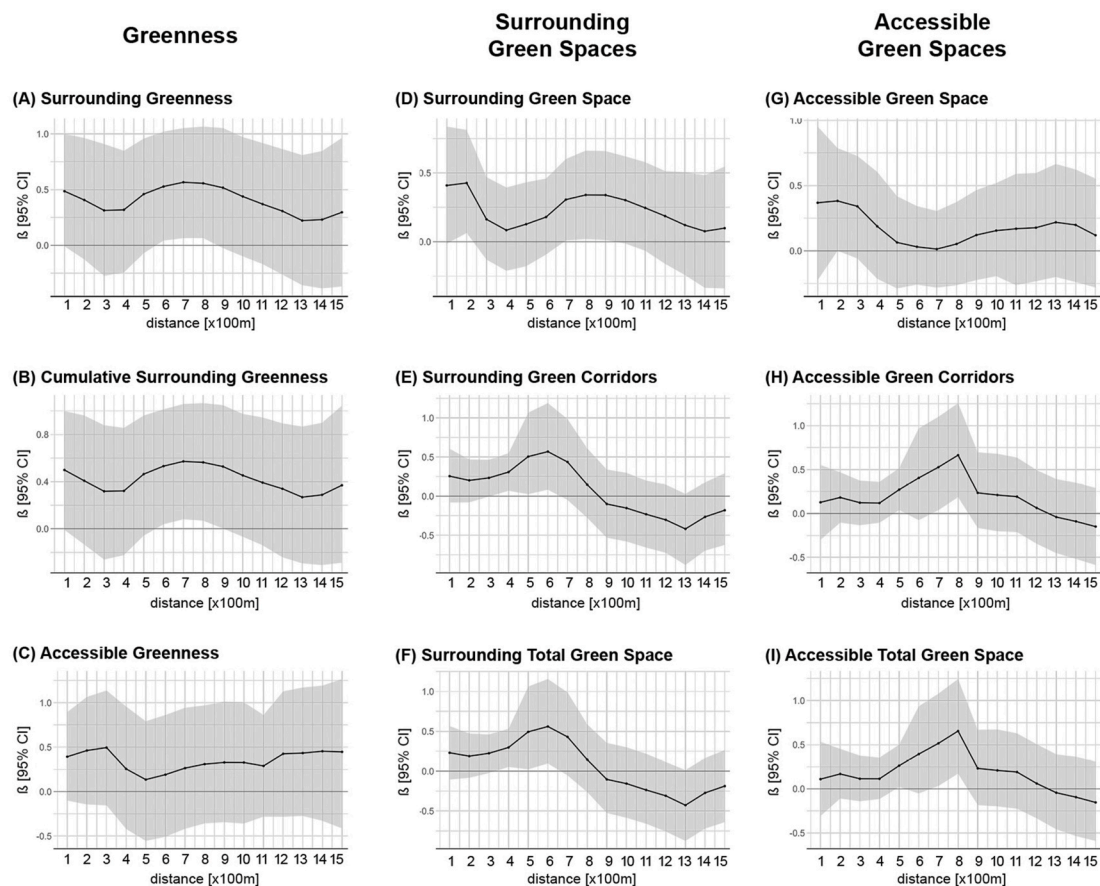 Greenness
Surrounding
Green Spaces
Accessible
Green Spaces
(A) Surrounding Greenness
1.0
0.5
0.0
ß [95% CI]
1 2 3 4 5 6 7 8 9 10 11 12 13 14 15
distance [x100m]
(D) Surrounding Green Space
1.0
0.5
0.0
ß [95% CI]
1 2 3 4 5 6 7 8 9 10 11 12 13 14 15
distance [x100m]
(G) Accessible Green Space
1.0
0.5
0.0
ß [95% CI]
1 2 3 4 5 6 7 8 9 10 11 12 13 14 15
distance [x100m]
(B) Cumulative Surrounding Greenness
0.8
0.4
0.0
ß [95% CI]
1 2 3 4 5 6 7 8 9 10 11 12 13 14 15
distance [x100m]
(E) Surrounding Green Corridors
1.0
0.5
0.0
-0.5
ß [95% CI]
1 2 3 4 5 6 7 8 9 10 11 12 13 14 15
distance [x100m]
(H) Accessible Green Corridors
1.0
0.5
0.0
-0.5
ß [95% CI]
1 2 3 4 5 6 7 8 9 10 11 12 13 14 15
distance [x100m]
(C) Accessible Greenness
1.0
0.5
0.0
-0.5
ß [95% CI]
1 2 3 4 5 6 7 8 9 10 11 12 13 14 15
distance [x100m]
(F) Surrounding Total Green Space
1.0
0.5
0.0
-0.5
ß [95% CI]
1 2 3 4 5 6 7 8 9 10 11 12 13 14 15
distance [x100m]
(I) Accessible Total Green Space
1.0
0.5
0.0
-0.5
ß [95% CI]
1 2 3 4 5 6 7 8 9 10 11 12 13 14 15
distance [x100m]